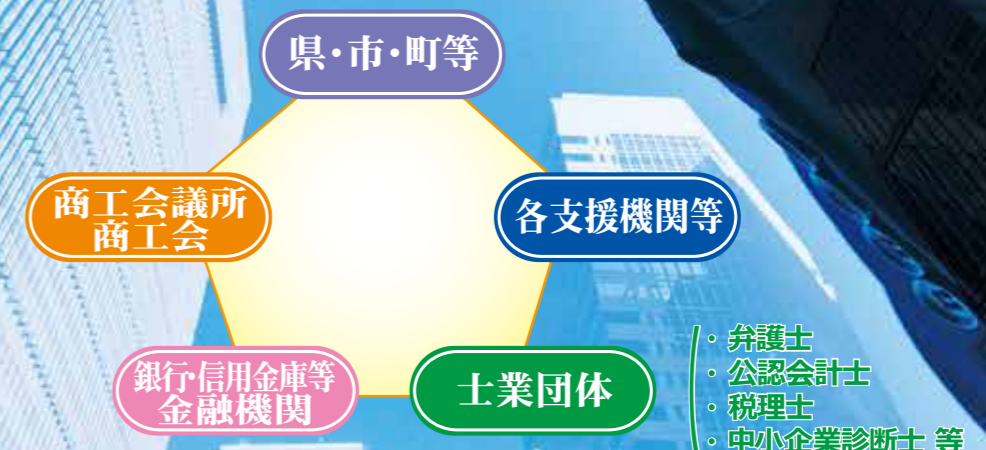 県・市・町等
商工会議所
商工会
各支援機関等
銀行・信用金庫等
金融機関
士業団体
・弁護士
・公認会計士
・税理士
・中小企業診断士 等